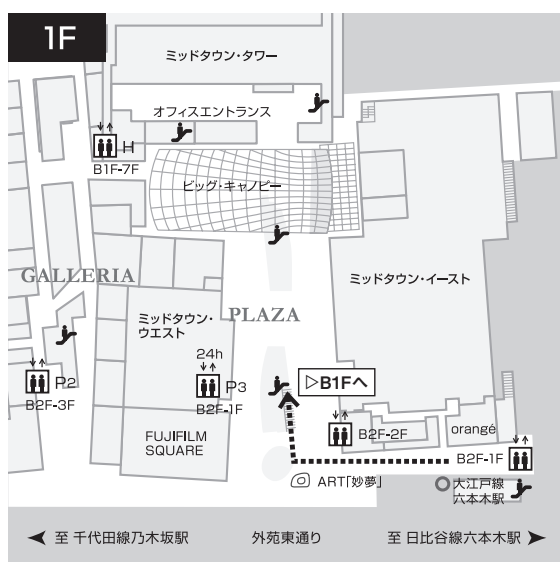 1F
ミッドタウン・タワー
オフィスエントランス
H
B1F-7F
ビッグ・キャノピー
GALLERIA
ミッドタウン・イースト
ミッドタウン・
ウエスト
PLAZA
24h
P2
B2F-3F
P3
B2F-1F
▷B1Fへ
B2F-2F
orangé
FUJIFILM
SQUARE
B2F-1F
ART「妙夢」
大江戸線
六本木駅
至 千代田線乃木坂駅
外苑東通り
至 日比谷線六本木駅